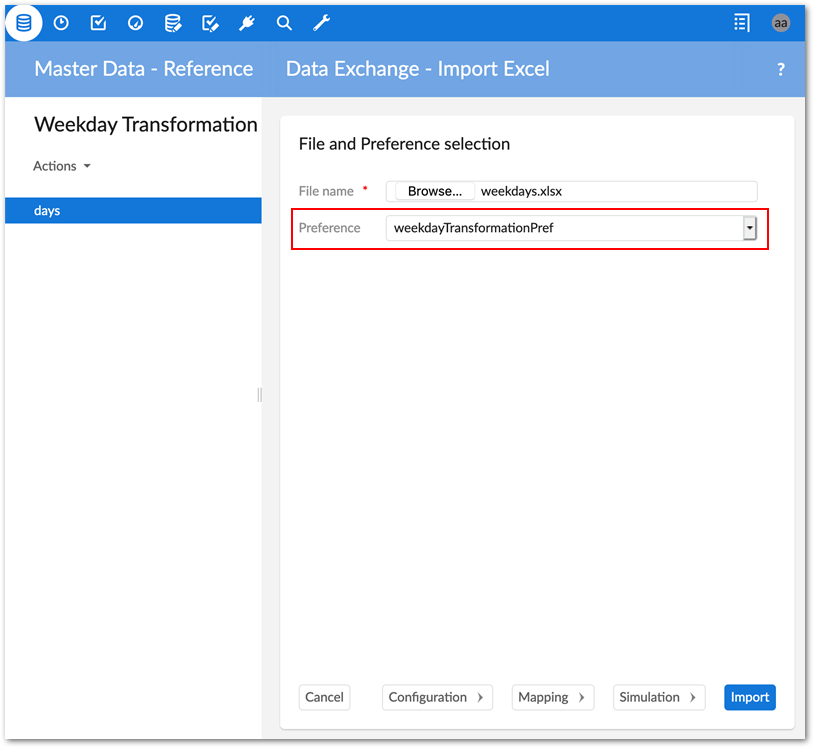 aa
Master Data - Reference
Data Exchange - Import Excel
?
Weekday Transformation
Actions
days
File and Preference selection
File name * Browse... weekdays.xlsx
Preference weekdayTransformationPref
Cancel Configuration Mapping Simulation Import